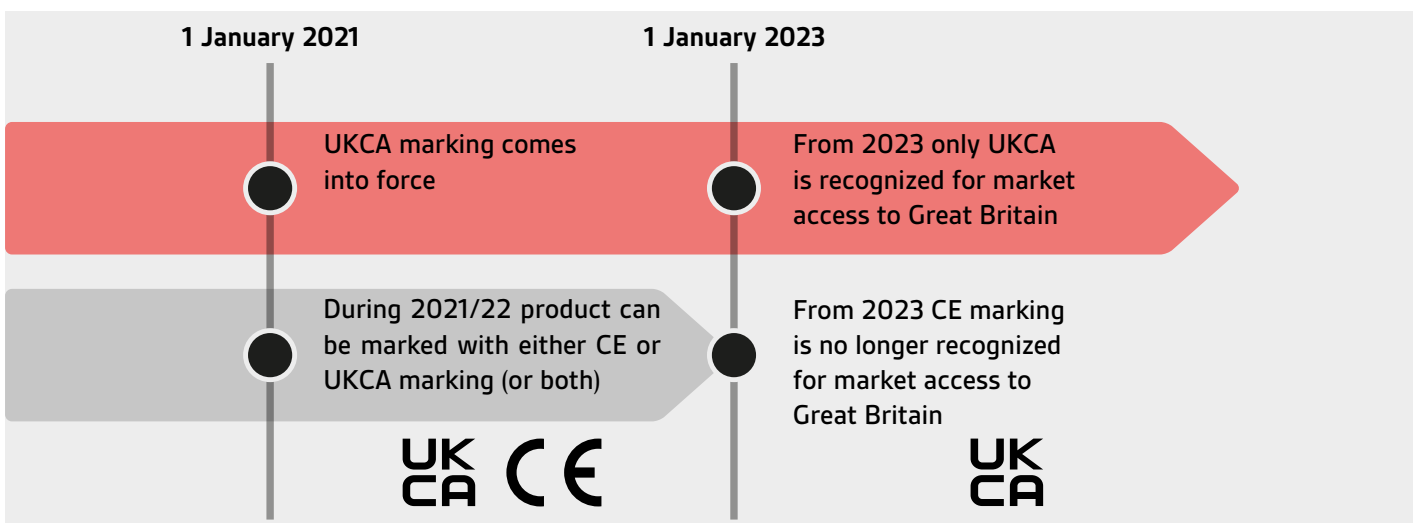 1 January 2021
1 January 2023
UKCA marking comes
into force
From 2023 only UKCA
is recognized for market
access to Great Britain
During 2021/22 product can
be marked with either CE or
UKCA marking (or both)
From 2023 CE marking
is no longer recognized
for market access to
Great Britain
UK
CA
CE
UK
CA